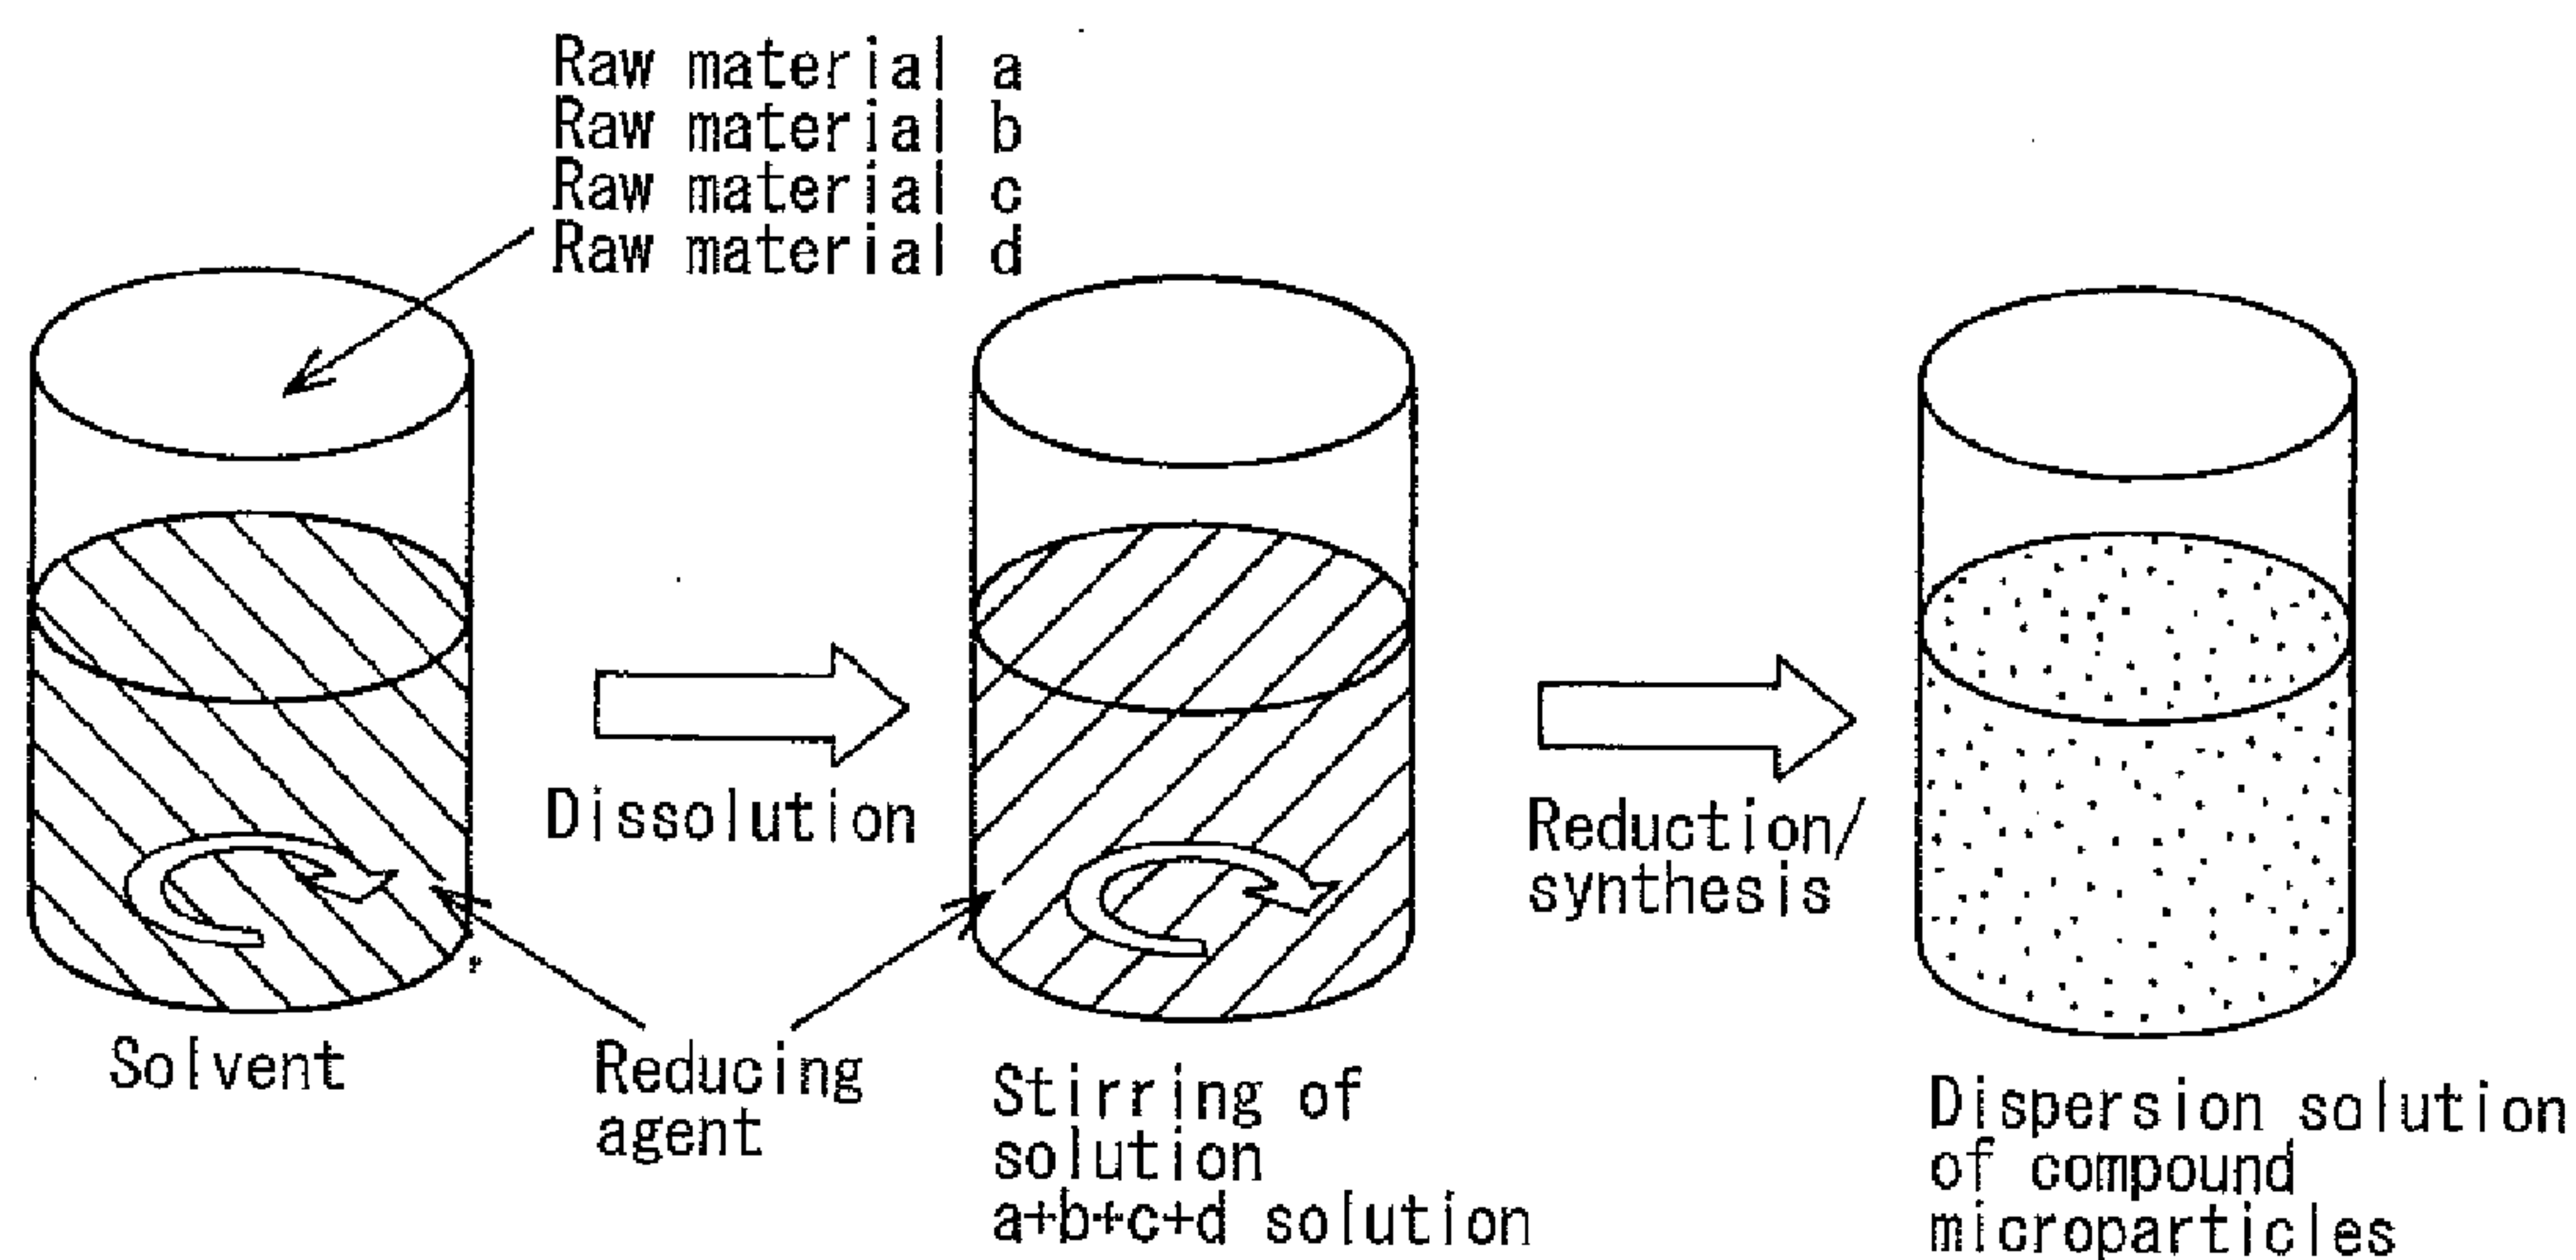 Raw material a
Raw material b
Raw material c
Raw material d
Dissolution
Reduction/
synthesis
Solvent
Reducing
agent
Stirring of
solution
a+b+c+d solution
Dispersion solution
of compound
microparticles